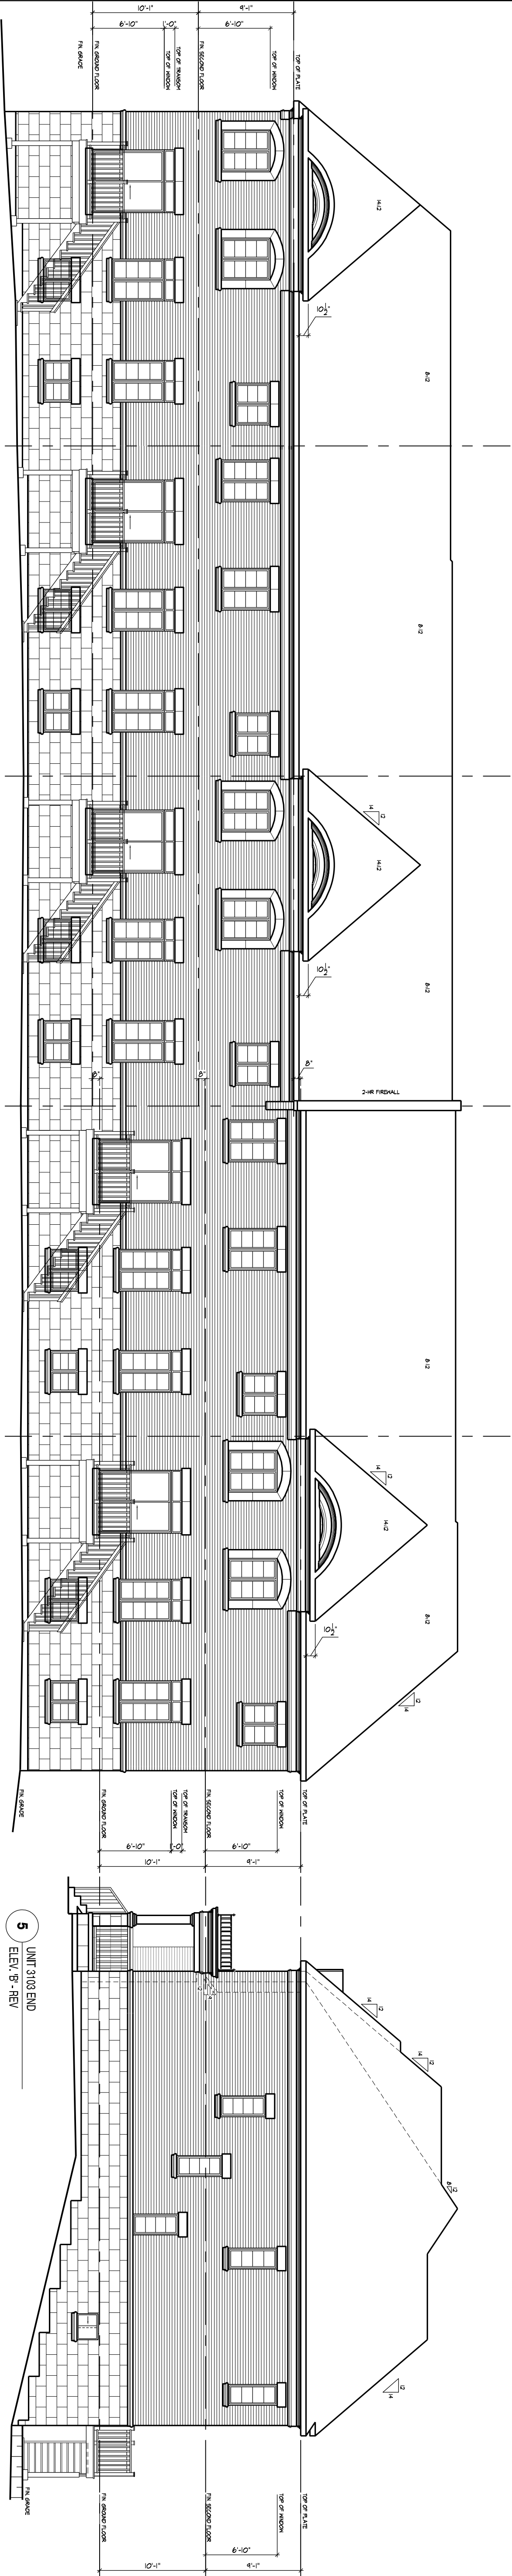 10'-1"
9'-1"
6'-10"
1'-0"
6'-10"
FIN. GRADE
FIN. GROUND FLOOR
TOP OF TRANSOM
TOP OF WINDOW
FIN. SECOND FLOOR
TOP OF WINDOW
TOP OF PLATE
14-12
8-12
10½"
8-12
14
12
14-12
8-12
10½"
8"
8"
8"
2-HR FIREWALL
8-12
14
12
14-12
8-12
10½"
12
14
FIN. GRADE
FIN. GROUND FLOOR
TOP OF TRANSOM
TOP OF WINDOW
FIN. SECOND FLOOR
TOP OF WINDOW
TOP OF PLATE
6'-10"
1'-0"
6'-10"
10'-1"
9'-1"
5
UNIT 3103 END
ELEV. 'B' - REV
14
12
14
12
8
12
12
14
FIN. GRADE
FIN. GROUND FLOOR
FIN. SECOND FLOOR
TOP OF WINDOW
TOP OF PLATE
6'-10"
10'-1"
9'-1"